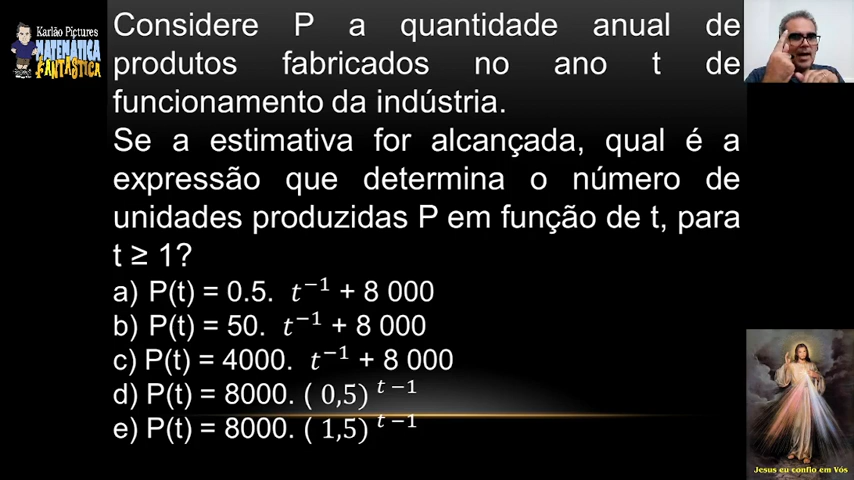 Karlão Pictures
MATEMÁTICA
FANTÁSTICA
Considere P a quantidade anual de
produtos fabricados no ano t de
funcionamento da indústria.
Se a estimativa for alcançada, qual é a
expressão que determina o número de
unidades produzidas P em função de t, para
t ≥ 1?
a) P(t) = 0.5. t⁻¹ + 8 000
b) P(t) = 50. t⁻¹ + 8 000
c) P(t) = 4000. t⁻¹ + 8 000
d) P(t) = 8000. ( 0,5) ᵗ ⁻¹
e) P(t) = 8000. ( 1,5) ᵗ ⁻¹
Jesus eu confio em Vós